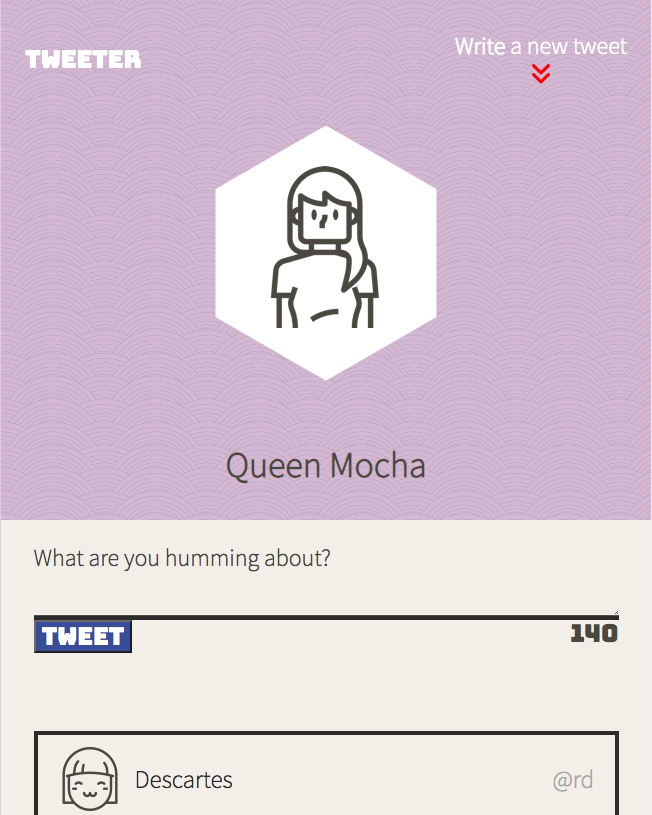 TWEETER
Write a new tweet
Queen Mocha
What are you humming about?
TWEET
140
Descartes
@rd